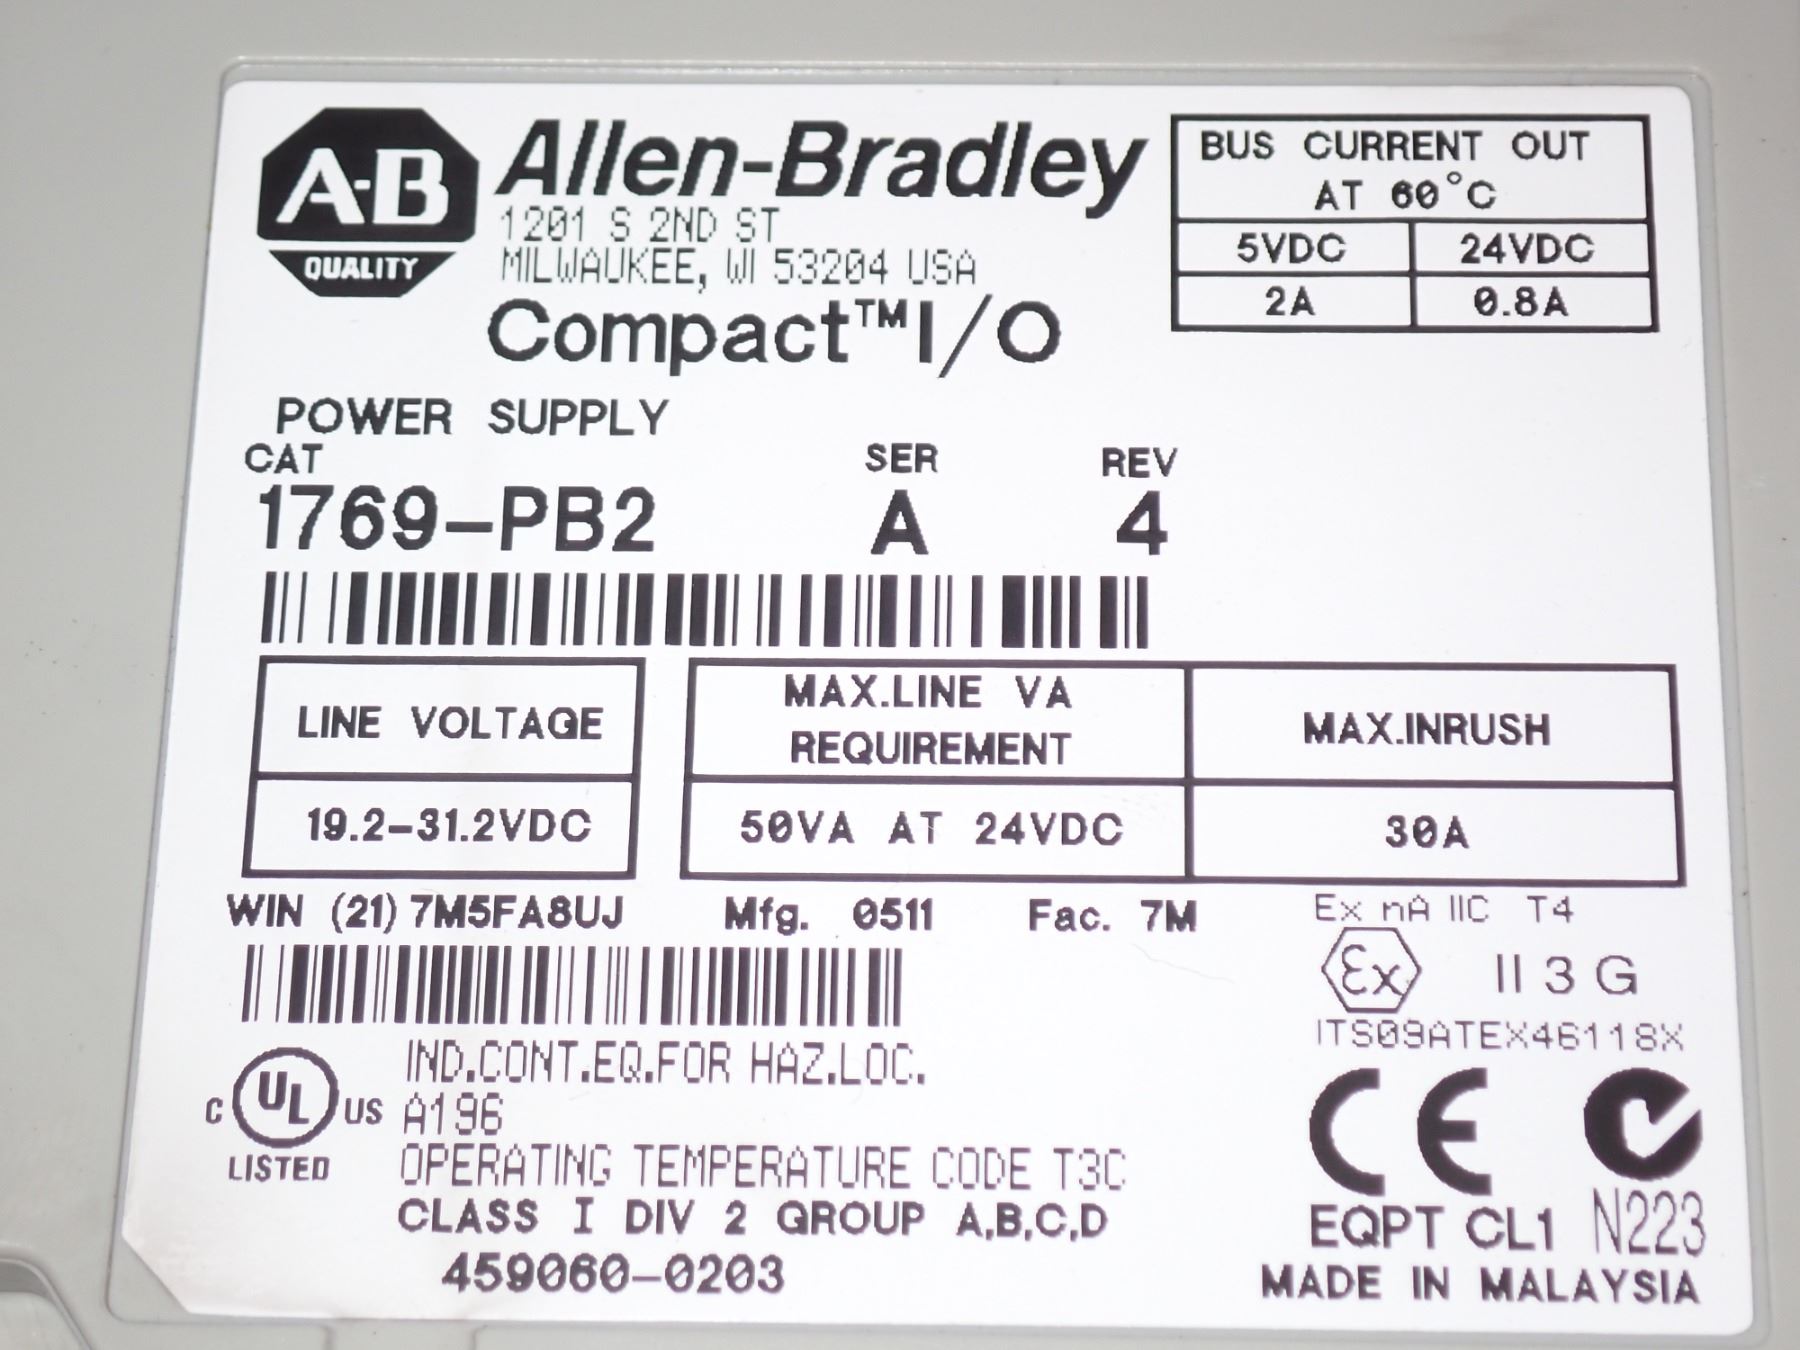 A-B
QUALITY
Allen-Bradley
1201 S 2ND ST
MILWAUKEE, WI 53204 USA
Compact™ I/O
BUS CURRENT OUT
AT 60°C
5VDC 24VDC
2A 0.8A
POWER SUPPLY
CAT SER REV
1769-PB2 A 4
LINE VOLTAGE
19.2-31.2VDC
MAX.LINE VA
REQUIREMENT
MAX.INRUSH
50VA AT 24VDC 30A
WIN (21) 7M5FA8UJ Mfg. 0511 Fac. 7M
Ex nA IIC T4
Ex II 3 G
ITS09ATEX46118X
C UL US
LISTED
IND.CONT.EQ.FOR HAZ.LOC.
A196
OPERATING TEMPERATURE CODE T3C
CLASS I DIV 2 GROUP A,B,C,D
459060-0203
CE
EQPT CL1 N223
MADE IN MALAYSIA